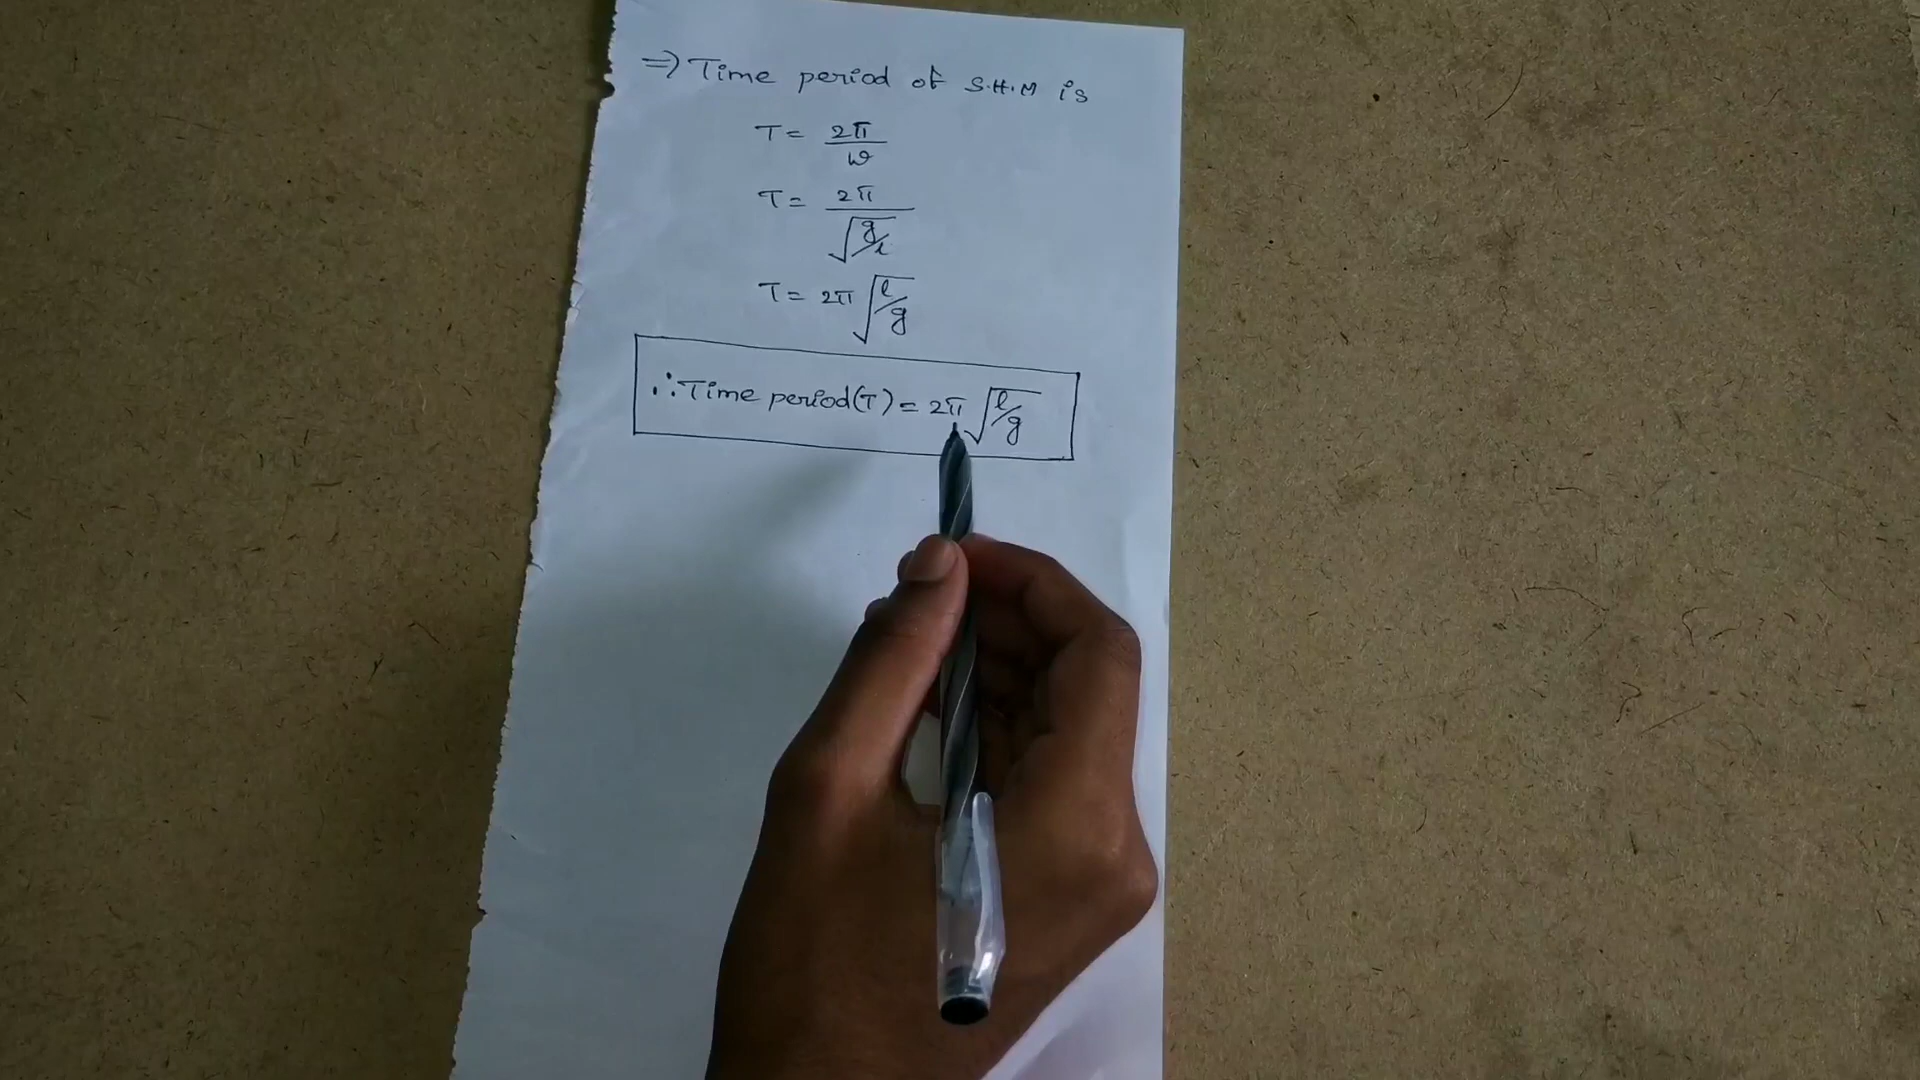 ⇒ Time period of S.H.M is
T = 2π/ω
T = 2π/√(g/l)
T = 2π√(l/g)
∴ Time period(T) = 2π√(l/g)